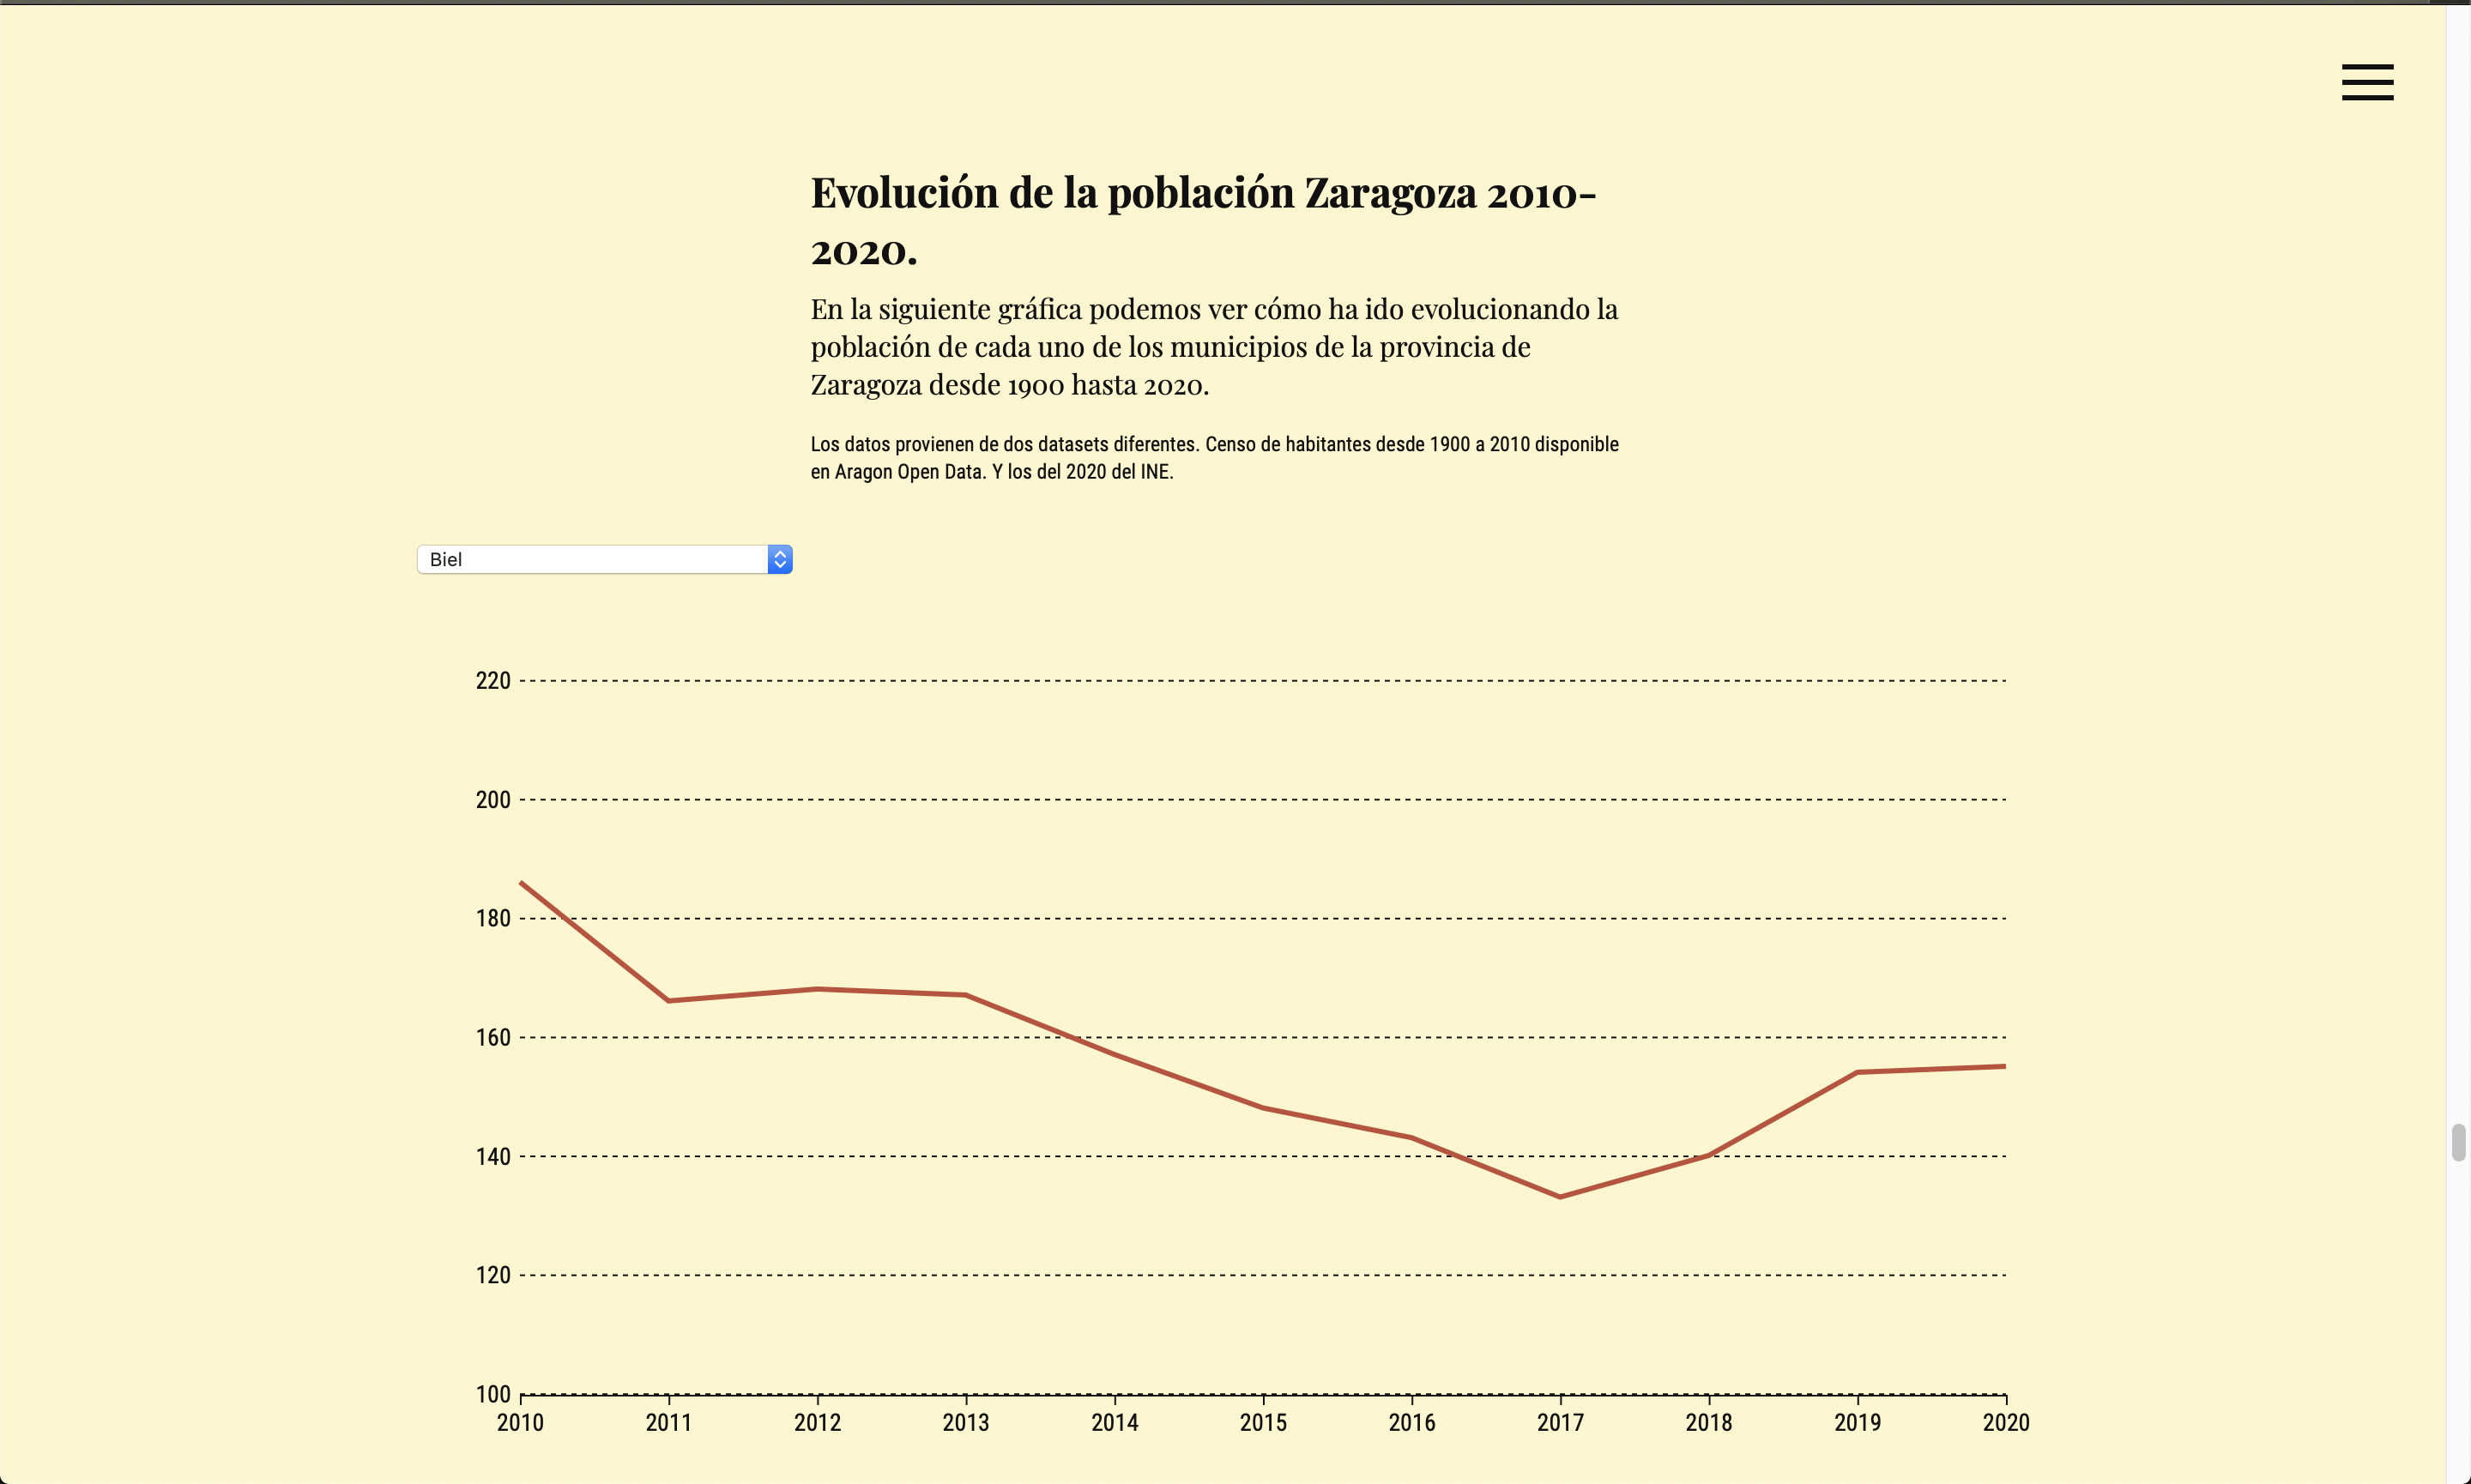 Evolución de la población Zaragoza 2010-
2020.
En la siguiente gráfica podemos ver cómo ha ido evolucionando la
población de cada uno de los municipios de la provincia de
Zaragoza desde 1900 hasta 2020.
Los datos provienen de dos datasets diferentes. Censo de habitantes desde 1900 a 2010 disponible
en Aragon Open Data. Y los del 2020 del INE.
Biel
220
200
180
160
140
120
100
2010 2011 2012 2013 2014 2015 2016 2017 2018 2019 2020